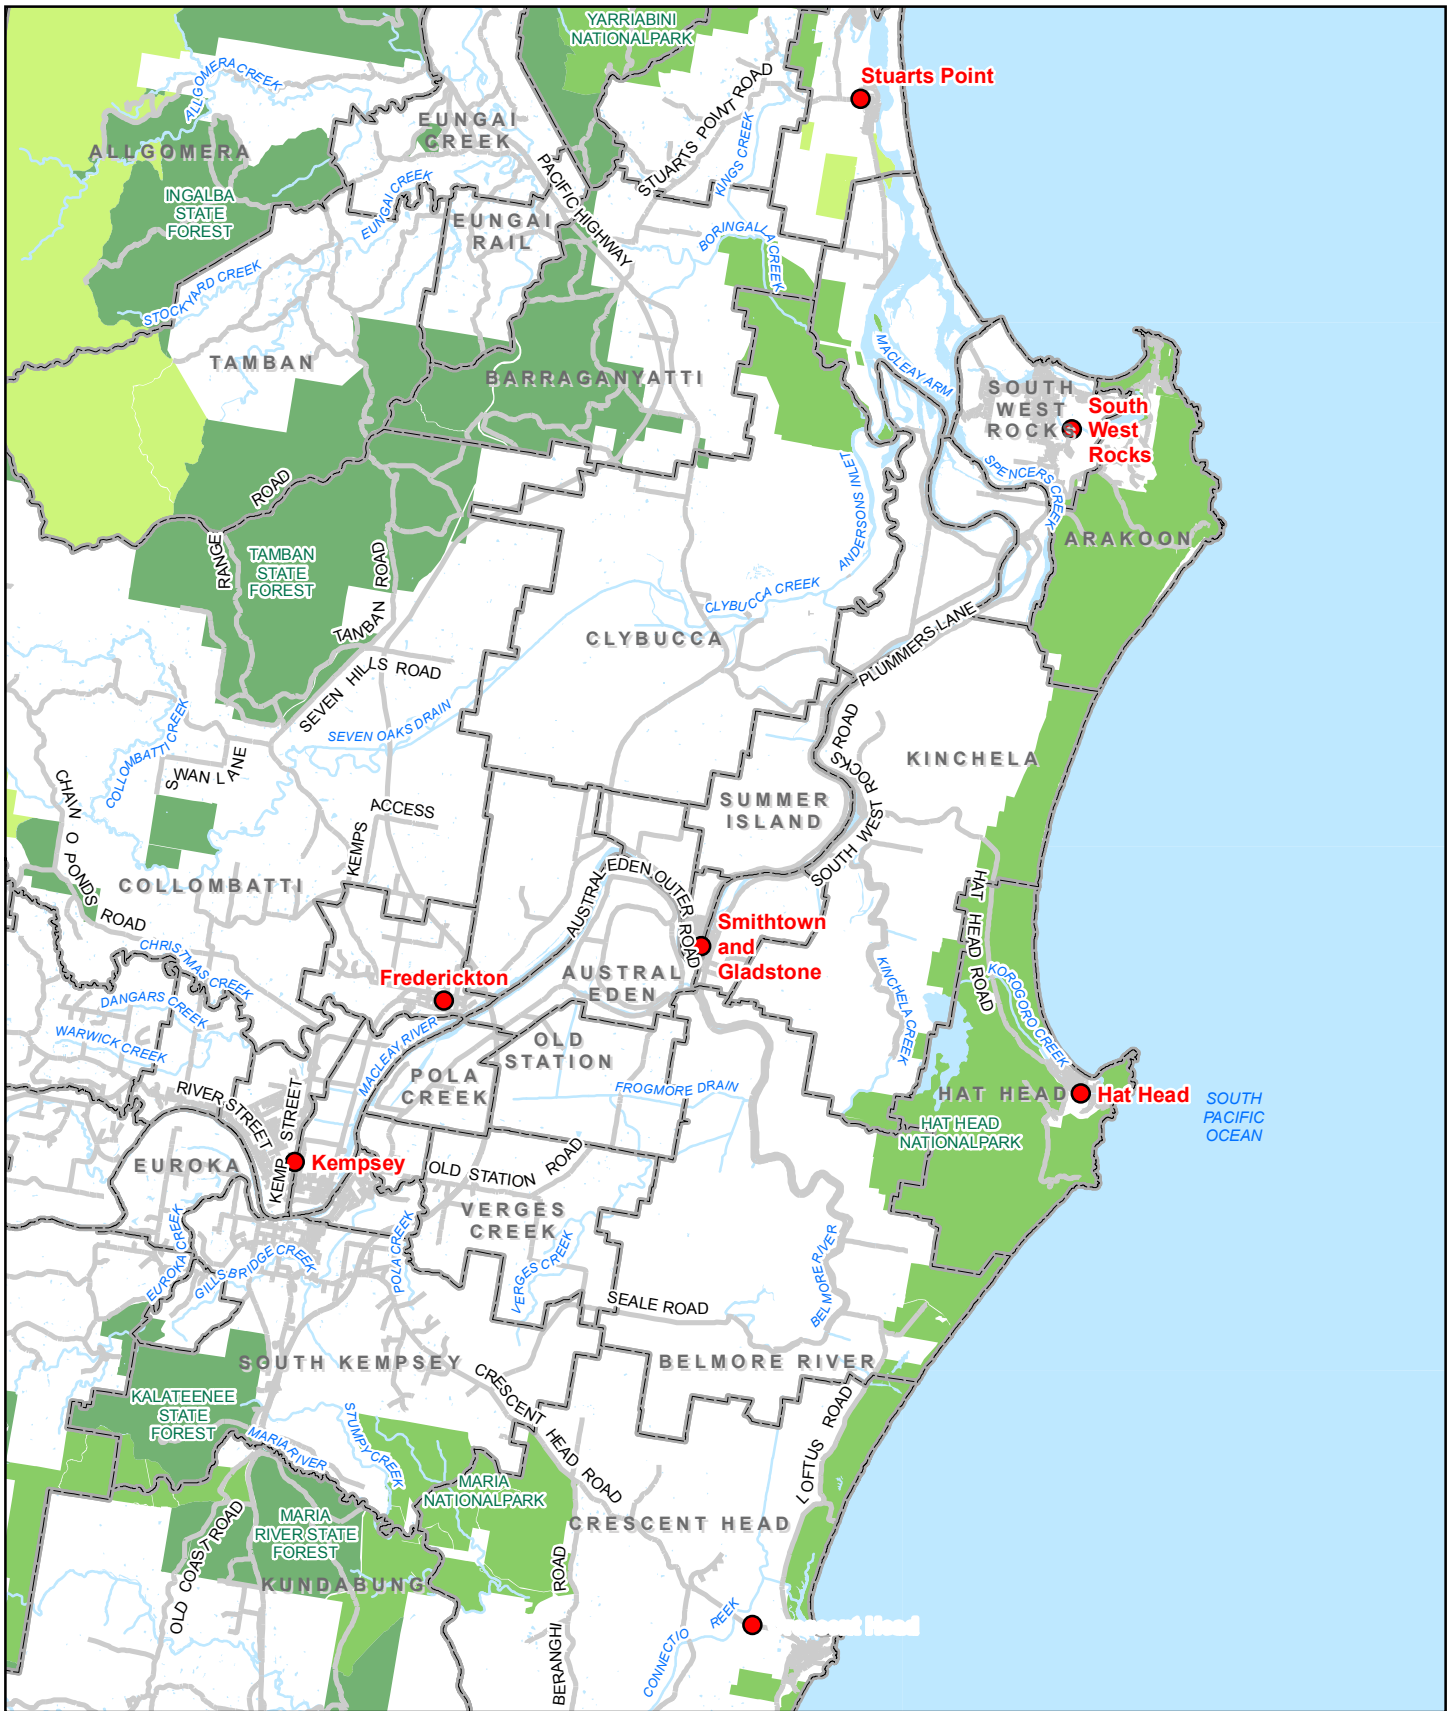 YARRIABINI
NATIONALPARK
Stuarts Point
ALLGOMERACREEK
STUARTS POINT ROAD
EUNGAI
CREEK
KINGS CREEK
ALLGOMERA
PACIFIC HIGHWAY
INGALBA
STATE
FOREST
EUNGAI CREEK
EUNGAI
RAIL
BORINGALLA CREEK
STOCKYARD CREEK
TAMBAN
MACLEAY ARM
BARRAGANYATTI
SOUTH
WEST
ROCKS
South
West
Rocks
SPENCERS CREEK
ANDERSONS INLET
RANGE ROAD
ARAKOON
TAMBAN
STATE
FOREST
TAMBAN ROAD
CLYBUCCA CREEK
CLYBUCCA
PLUMMERS LANE
SEVEN HILLS ROAD
SEVEN OAKS DRAIN
COLLOMBATTI CREEK
SWAN LANE
SOUTH WEST ROCKS ROAD
KINCHELA
CHAIN O PONDS ROAD
KEMPS ACCESS
SUMMER
ISLAND
AUSTRAL EDEN OUTER ROAD
COLLOMBATTI
HAT HEAD ROAD
Smithtown
and
Gladstone
CHRISTMAS CREEK
Frederickton
AUSTRAL
EDEN
KINCHELA CREEK
KOROGORO CREEK
DANGARS CREEK
WARWICK CREEK
MACLEAY RIVER
OLD
STATION
POLA
CREEK
FROGMORE DRAIN
RIVER STREET
KEMP STREET
HAT HEAD
Hat Head
SOUTH
PACIFIC
OCEAN
HAT HEAD
NATIONALPARK
EUROKA
Kempsey
OLD STATION ROAD
VERGES
CREEK
EUROKA CREEK
GILLS BRIDGE CREEK
POLA CREEK
VERGES CREEK
BELMORE RIVER
SEALE ROAD
SOUTH KEMPSEY
BELMORE RIVER
CRESCENT HEAD ROAD
KALATEENEE
STATE
FOREST
LOFTUS ROAD
MARIA RIVER
STUMPY CREEK
MARIA
NATIONALPARK
MARIA
RIVER STATE
FOREST
OLD COAST ROAD
CRESCENT HEAD
KUNDABUNG
BERANGHI ROAD
CONNECTIO REEK